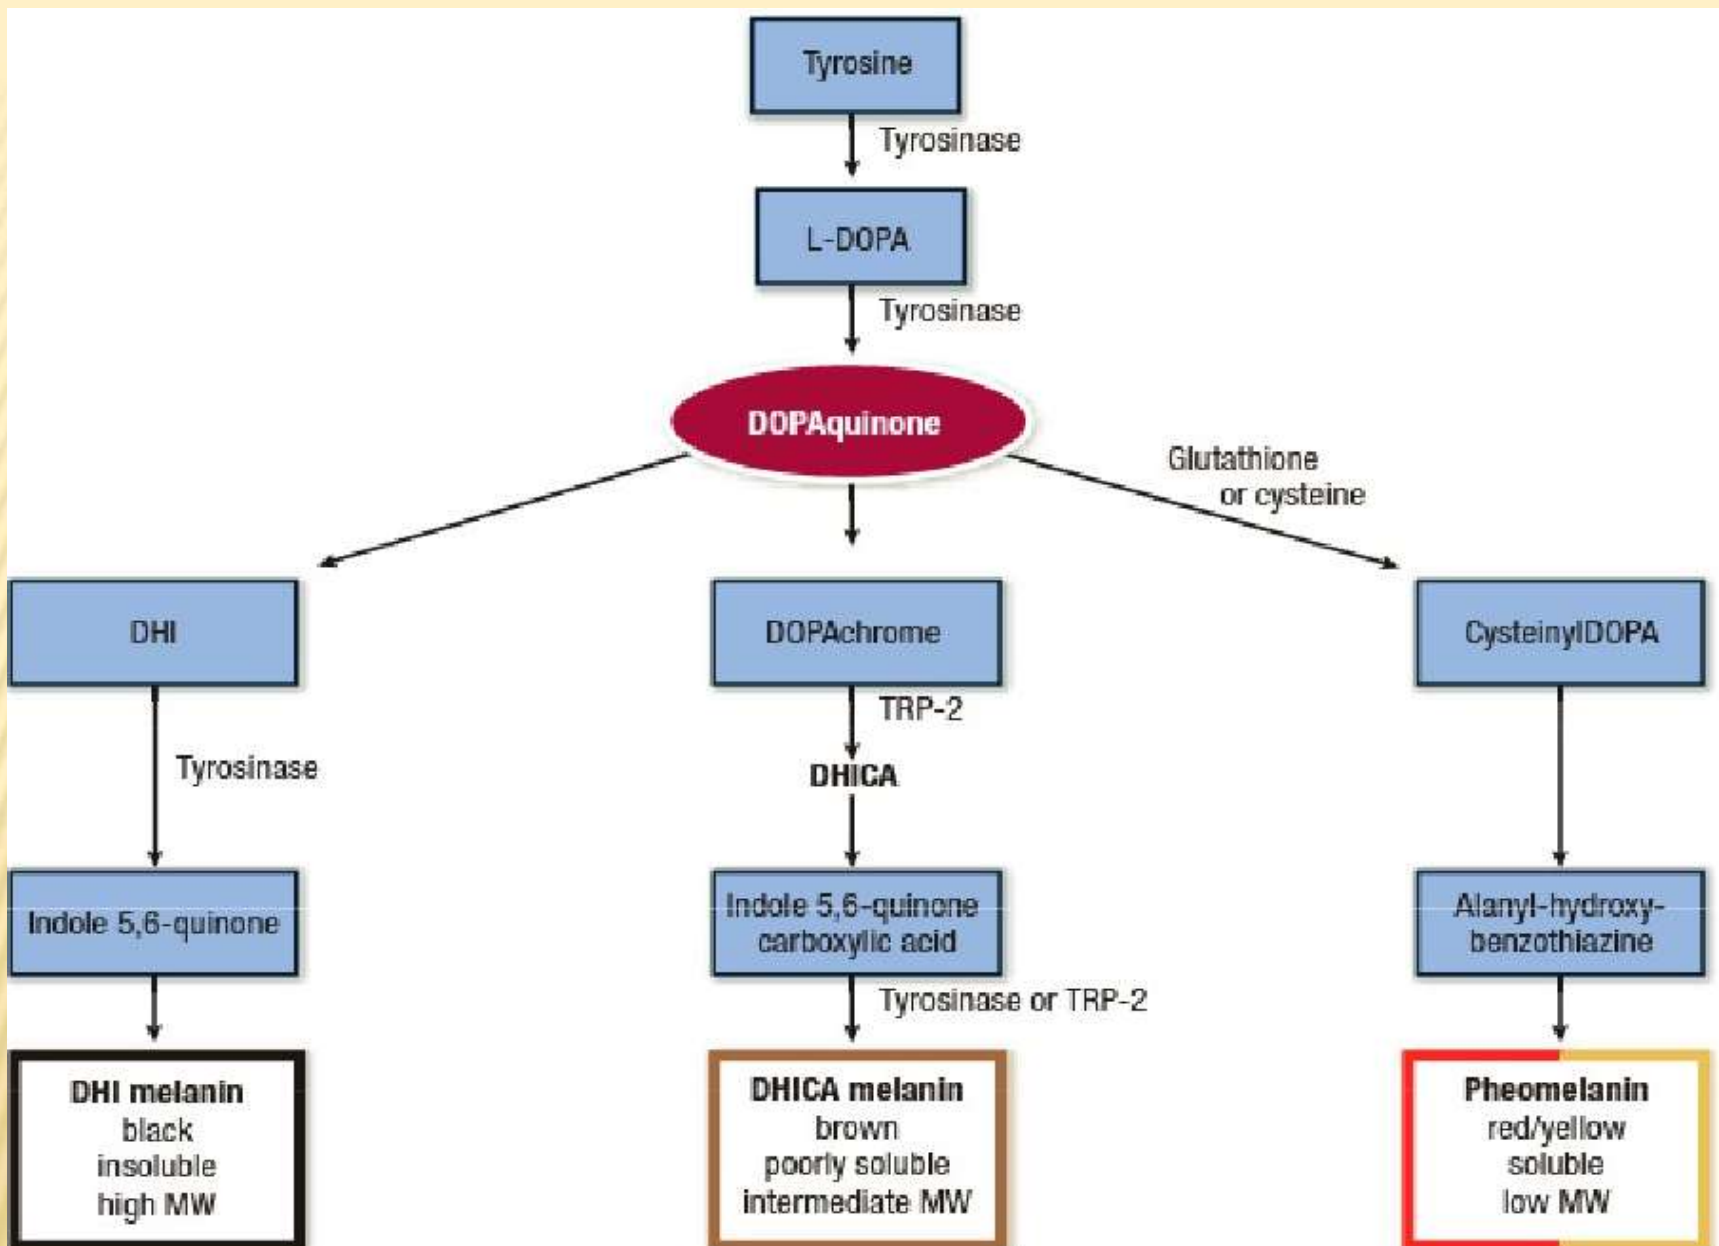 Tyrosine
Tyrosinase
L-DOPA
Tyrosinase
DOPAquinone
Glutathione
or cysteine
DHI
DOPAchrome
CysteinylDOPA
TRP-2
Tyrosinase
DHICA
Indole 5,6-quinone
Indole 5,6-quinone
carboxylic acid
Alanyl-hydroxy-
benzothiazine
Tyrosinase or TRP-2
DHI melanin
black
insoluble
high MW
DHICA melanin
brown
poorly soluble
intermediate MW
Pheomelanin
red/yellow
soluble
low MW